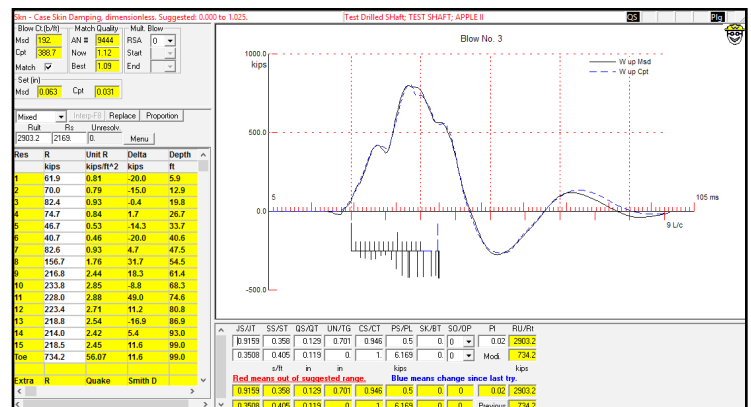 Skn - Case Skin Damping, dimensionless. Suggested: 0.000 to 1.025. Test Drilled SHaft; TEST SHAFT; APPLE II QS Plg
Blow Ct.(b/ft) Match Quality Mult. Blow
Msd 192. AN # 9444 RSA 0
Cpt 388.7 Now 1.12 Start
Match Best 1.09 End
Set (in)
Msd 0.063 Cpt 0.031
Mixed Interp-F8 Replace Proportion
Rult Rs Unresolv.
2903.2 2169. 0. Menu
Res R Unit R Delta Depth
kips kips/ft^2 kips ft
1 61.9 0.81 -20.0 5.9
2 70.0 0.79 -15.0 12.9
3 82.4 0.93 -0.4 19.8
4 74.7 0.84 1.7 26.7
5 46.7 0.53 -14.3 33.7
6 40.7 0.46 -20.0 40.6
7 82.6 0.93 4.7 47.5
8 156.7 1.76 31.7 54.5
9 216.8 2.44 18.3 61.4
10 233.8 2.85 -8.8 68.3
11 228.0 2.88 49.0 74.6
12 223.4 2.71 11.2 80.8
13 218.8 2.54 -16.9 86.9
14 214.0 2.42 5.4 93.0
15 218.5 2.45 11.6 99.0
Toe 734.2 56.07 11.6 99.0
Extra R Quake Smith D
Blow No. 3
1000.0
kips
W up Msd
W up Cpt
500.0
5
105 ms
0.0
9 L/c
-500.0
JS/JT SS/ST QS/QT UN/TG CS/CT PS/PL SK/BT SO/OP PI RU/Rt
0.9159 0.358 0.129 0.701 0.946 0.5 0. 0 0.02 2903.2
0.3508 0.405 0.119 0. 1. 6.169 0. 0 Modi. 734.2
s/ft in in kips kips
Red means out of suggested range. Blue means change since last try.
0.9159 0.358 0.129 0.701 0.946 0.5 0. 0 0.02 2903.2
0.3508 0.405 0.119 0. 1. 6.169 0. 0 Previous 734.2